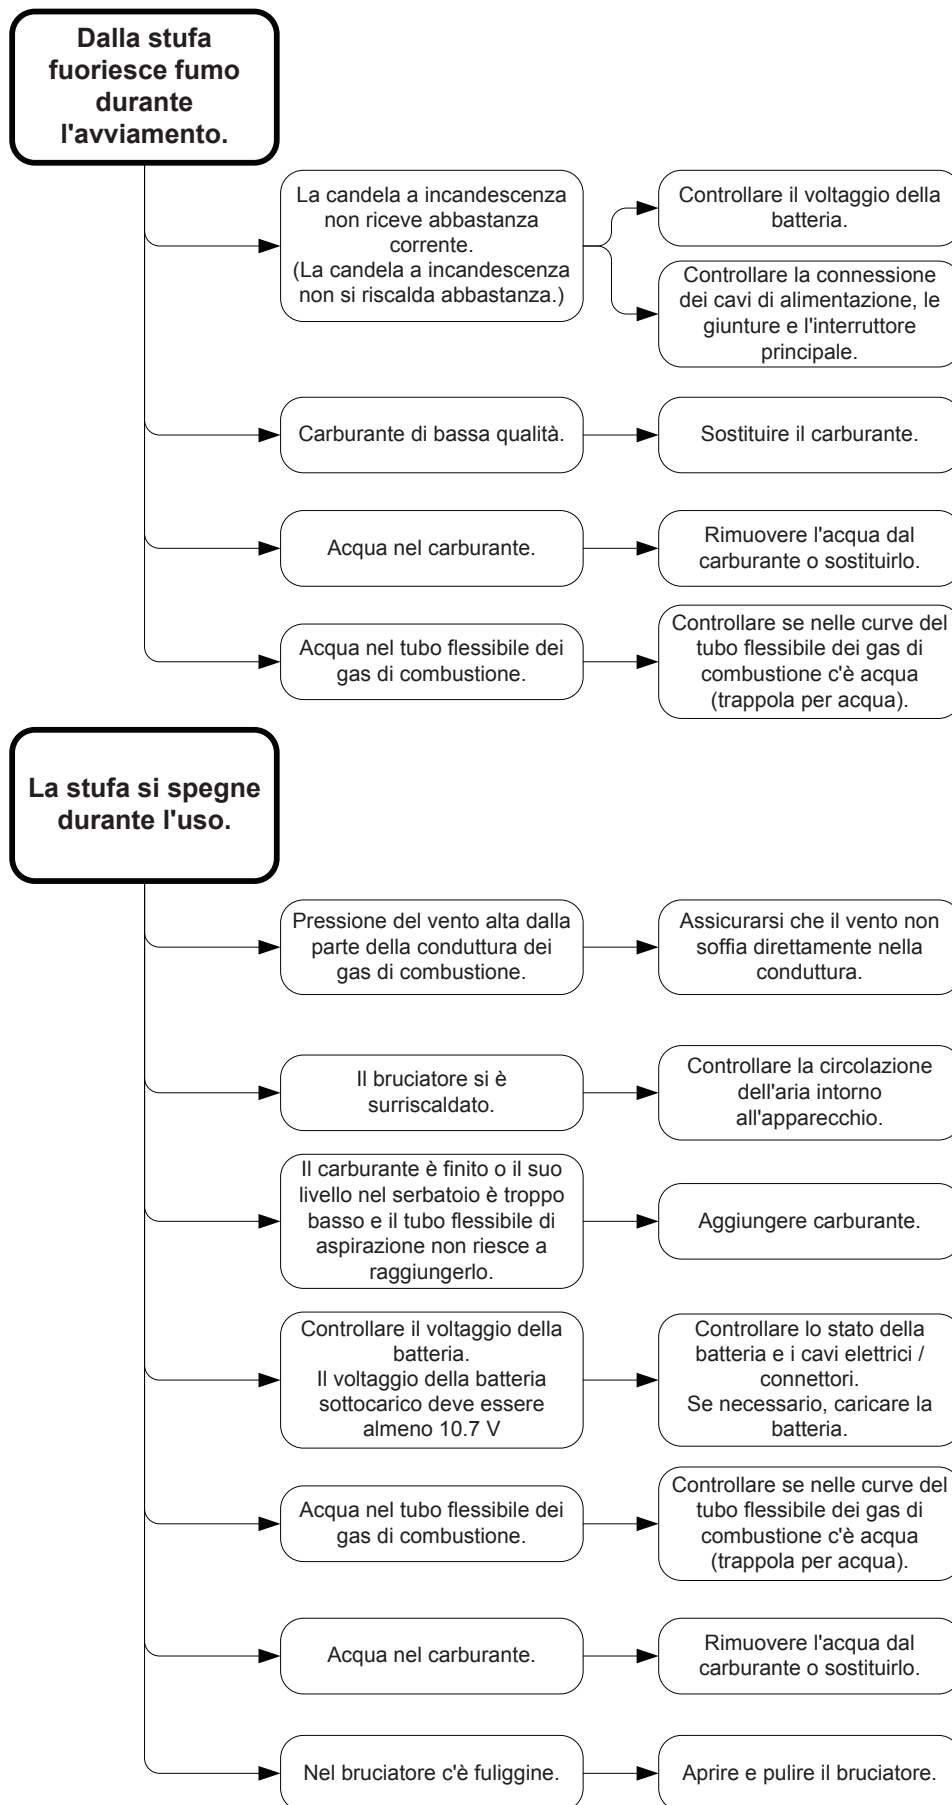 Dalla stufa
fuoriesce fumo
durante
l'avviamento.
La candela a incandescenza
non riceve abbastanza
corrente.
(La candela a incandescenza
non si riscalda abbastanza.)
Controllare il voltaggio della
batteria.
Controllare la connessione
dei cavi di alimentazione, le
giunture e l'interruttore
principale.
Carburante di bassa qualità.
Sostituire il carburante.
Acqua nel carburante.
Rimuovere l'acqua dal
carburante o sostituirlo.
Acqua nel tubo flessibile dei
gas di combustione.
Controllare se nelle curve del
tubo flessibile dei gas di
combustione c'è acqua
(trappola per acqua).
La stufa si spegne
durante l'uso.
Pressione del vento alta dalla
parte della conduttura dei
gas di combustione.
Assicurarsi che il vento non
soffia direttamente nella
conduttura.
Il bruciatore si è
surriscaldato.
Controllare la circolazione
dell'aria intorno
all'apparecchio.
Il carburante è finito o il suo
livello nel serbatoio è troppo
basso e il tubo flessibile di
aspirazione non riesce a
raggiungerlo.
Aggiungere carburante.
Controllare il voltaggio della
batteria.
Il voltaggio della batteria
sottocarico deve essere
almeno 10.7 V
Controllare lo stato della
batteria e i cavi elettrici /
connettori.
Se necessario, caricare la
batteria.
Acqua nel tubo flessibile dei
gas di combustione.
Controllare se nelle curve del
tubo flessibile dei gas di
combustione c'è acqua
(trappola per acqua).
Acqua nel carburante.
Rimuovere l'acqua dal
carburante o sostituirlo.
Nel bruciatore c'è fuliggine.
Aprire e pulire il bruciatore.